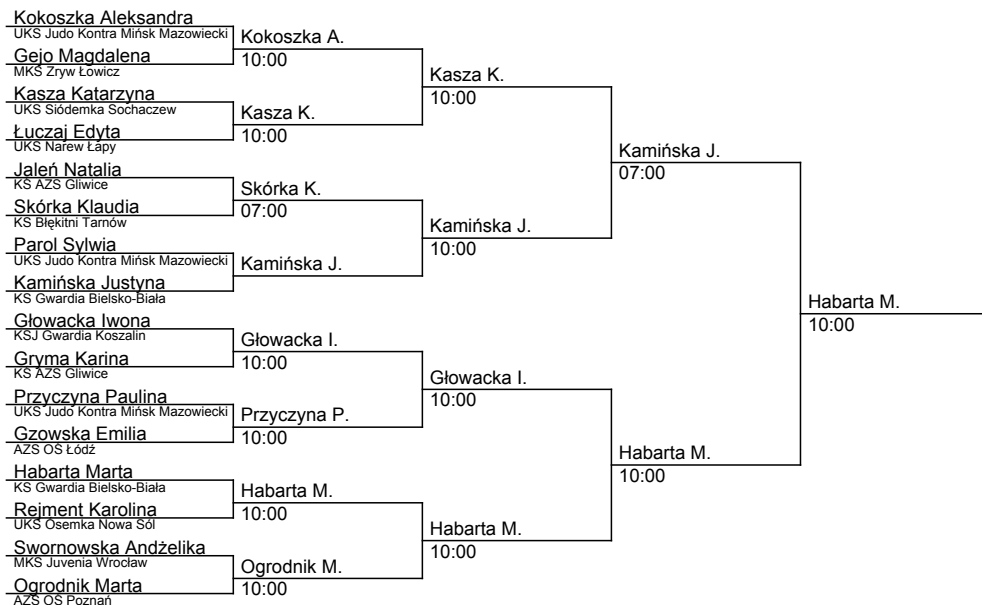 Kokoszka Aleksandra
UKS Judo Kontra Mińsk Mazowiecki
Gejo Magdalena
MKS Zryw Łowicz
Kasza Katarzyna
UKS Siódemka Sochaczew
Łuczaj Edyta
UKS Narew Łapy
Jaleń Natalia
KS AZS Gliwice
Skórka Klaudia
KS Błękitni Tarnów
Parol Sylwia
UKS Judo Kontra Mińsk Mazowiecki
Kamińska Justyna
KS Gwardia Bielsko-Biała
Głowacka Iwona
KSJ Gwardia Koszalin
Gryma Karina
KS AZS Gliwice
Przyczyna Paulina
UKS Judo Kontra Mińsk Mazowiecki
Gzowska Emilia
AZS OŚ Łódź
Habarta Marta
KS Gwardia Bielsko-Biała
Rejment Karolina
UKS Ósemka Nowa Sól
Swornowska Andżelika
MKS Juvenia Wrocław
Ogrodnik Marta
AZS OŚ Poznań
Kokoszka A.
10:00
Kasza K.
10:00
Skórka K.
07:00
Kamińska J.
Głowacka I.
10:00
Przyczyna P.
10:00
Habarta M.
10:00
Ogrodnik M.
10:00
Kasza K.
10:00
Kamińska J.
10:00
Głowacka I.
10:00
Habarta M.
10:00
Kamińska J.
07:00
Habarta M.
10:00
Habarta M.
10:00